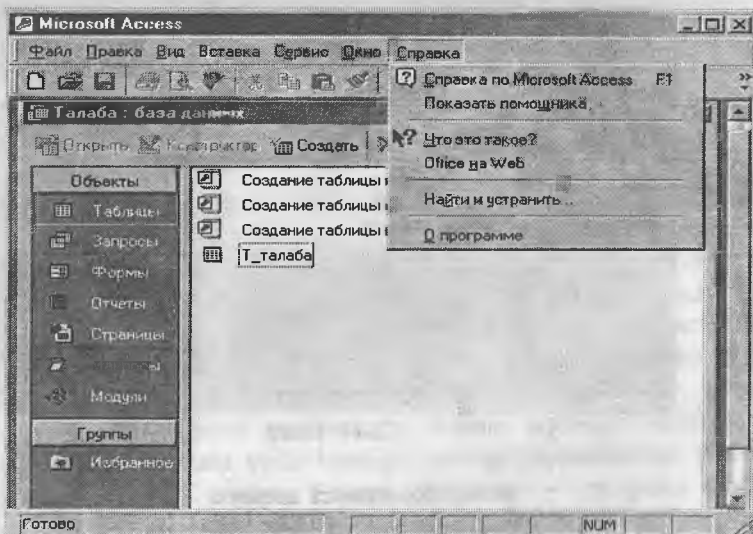 Microsoft Access
Файл Правка Вид Вставка Сервис Окно Справка
Талаба : база данных
Открыть Конструктор Создать
Объекты
Таблицы
Запросы
Формы
Отчеты
Страницы
Модули
Группы
Избранное
Создание таблицы
Создание таблицы
Создание таблицы
Т_талаба
Справка по Microsoft Access F1
Показать помощника
Что это такое?
Office на Web
Найти и устранить...
О программе
Готово
NUM